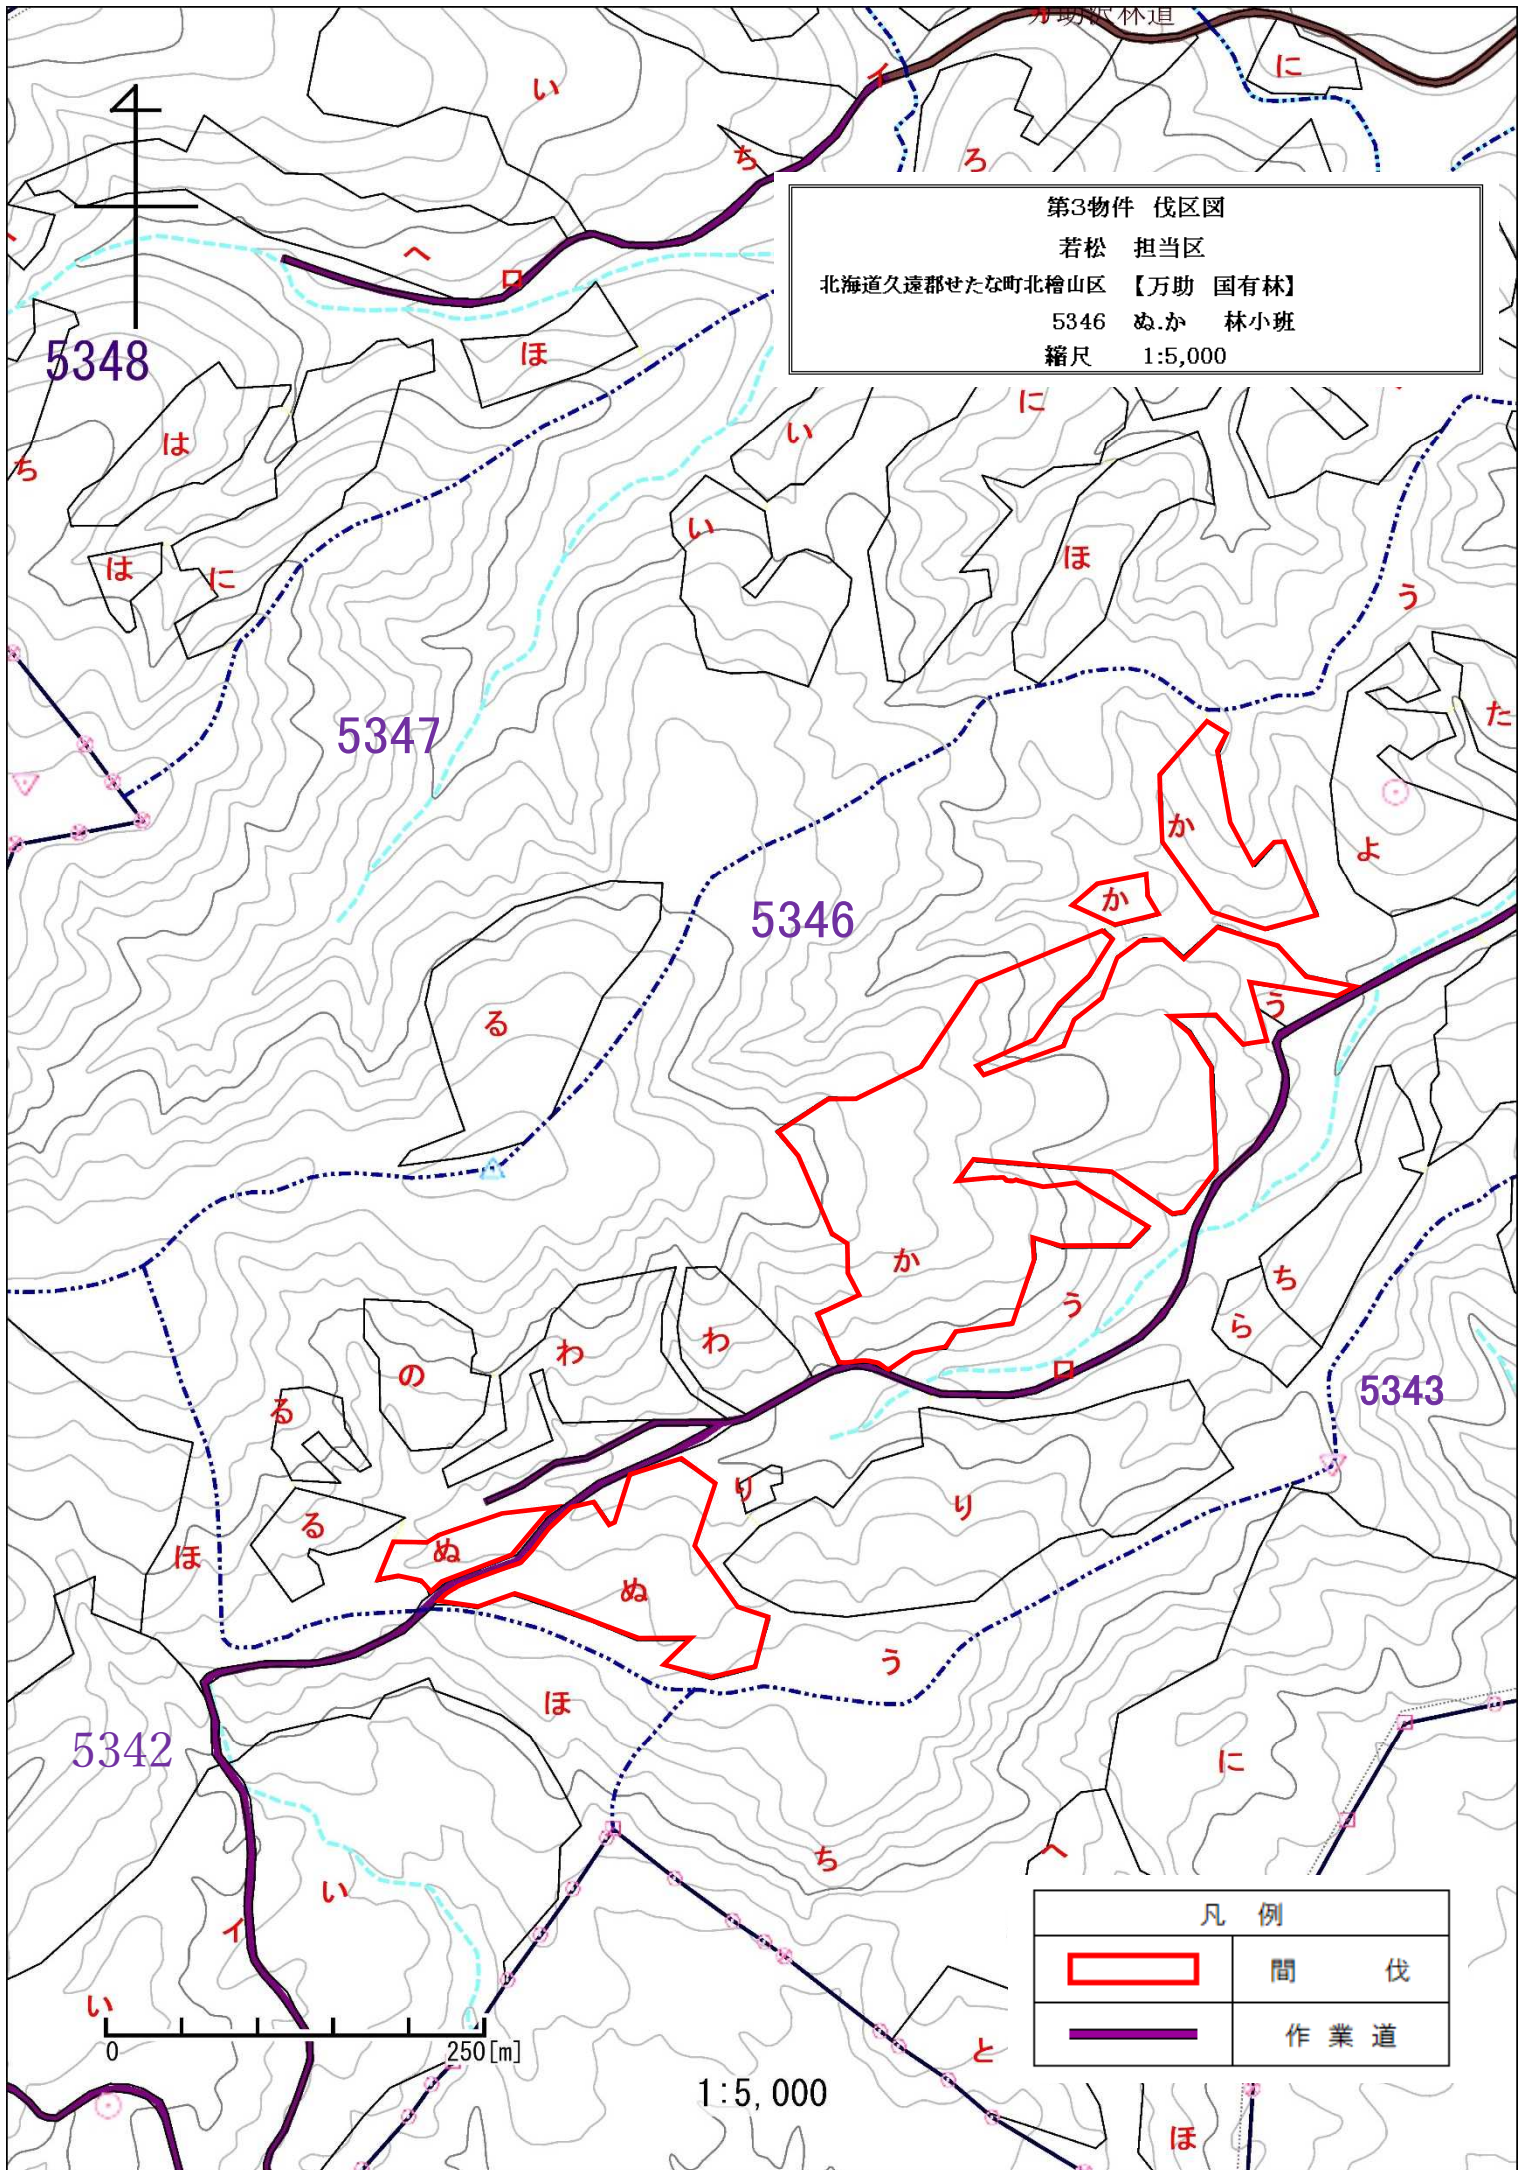 に
い
イ
ち
ろ
第3物件 伐区図
若松 担当区
北海道久遠郡せたな町北檜山区 【万助 国有林】
5346 ぬ.か 林小班
縮尺 1:5,000
へ
ロ
5348
ほ
に
い
は
ち
い
ほ
は
に
う
た
5347
か
よ
か
5346
う
る
か
ち
う
ら
わ
わ
の
ロ
5343
る
り
り
る
ぬ
ほ
ぬ
う
ほ
5342
に
ち
へ
い
イ
い
と
0 250[m]
1:5,000
ほ
凡 例
間 伐
作 業 道